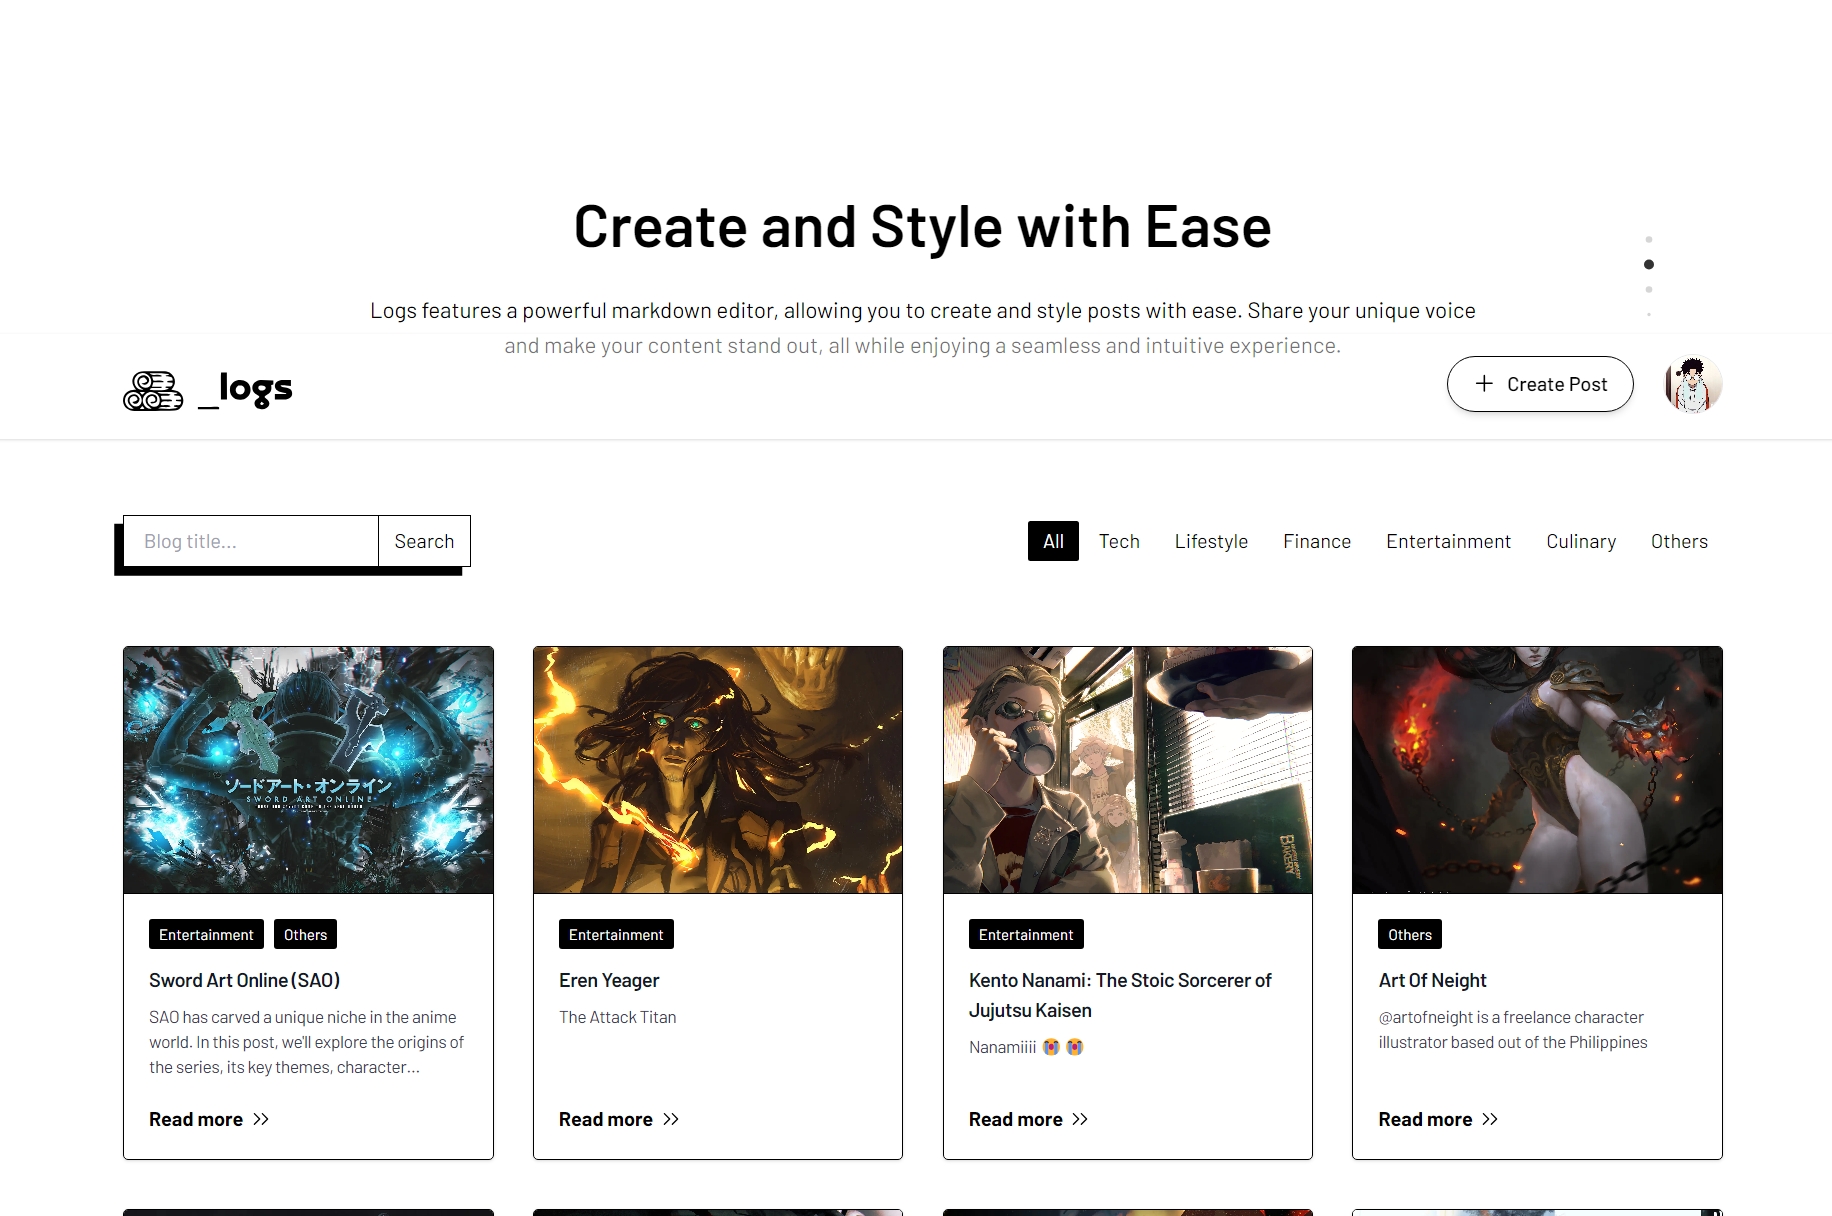 Create and Style with Ease
Logs features a powerful markdown editor, allowing you to create and style posts with ease. Share your unique voice
and make your content stand out, all while enjoying a seamless and intuitive experience.
_logs
Create Post
Blog title...
Search
All
Tech
Lifestyle
Finance
Entertainment
Culinary
Others
ソードアート・オンライン
SWORD ART ONLINE
BAKERY
Entertainment
Others
Sword Art Online (SAO)
SAO has carved a unique niche in the anime
world. In this post, we'll explore the origins of
the series, its key themes, character...
Read more
Entertainment
Eren Yeager
The Attack Titan
Read more
Entertainment
Kento Nanami: The Stoic Sorcerer of
Jujutsu Kaisen
Nanamiiii 😭 😭
Read more
Others
Art Of Neight
@artofneight is a freelance character
illustrator based out of the Philippines
Read more